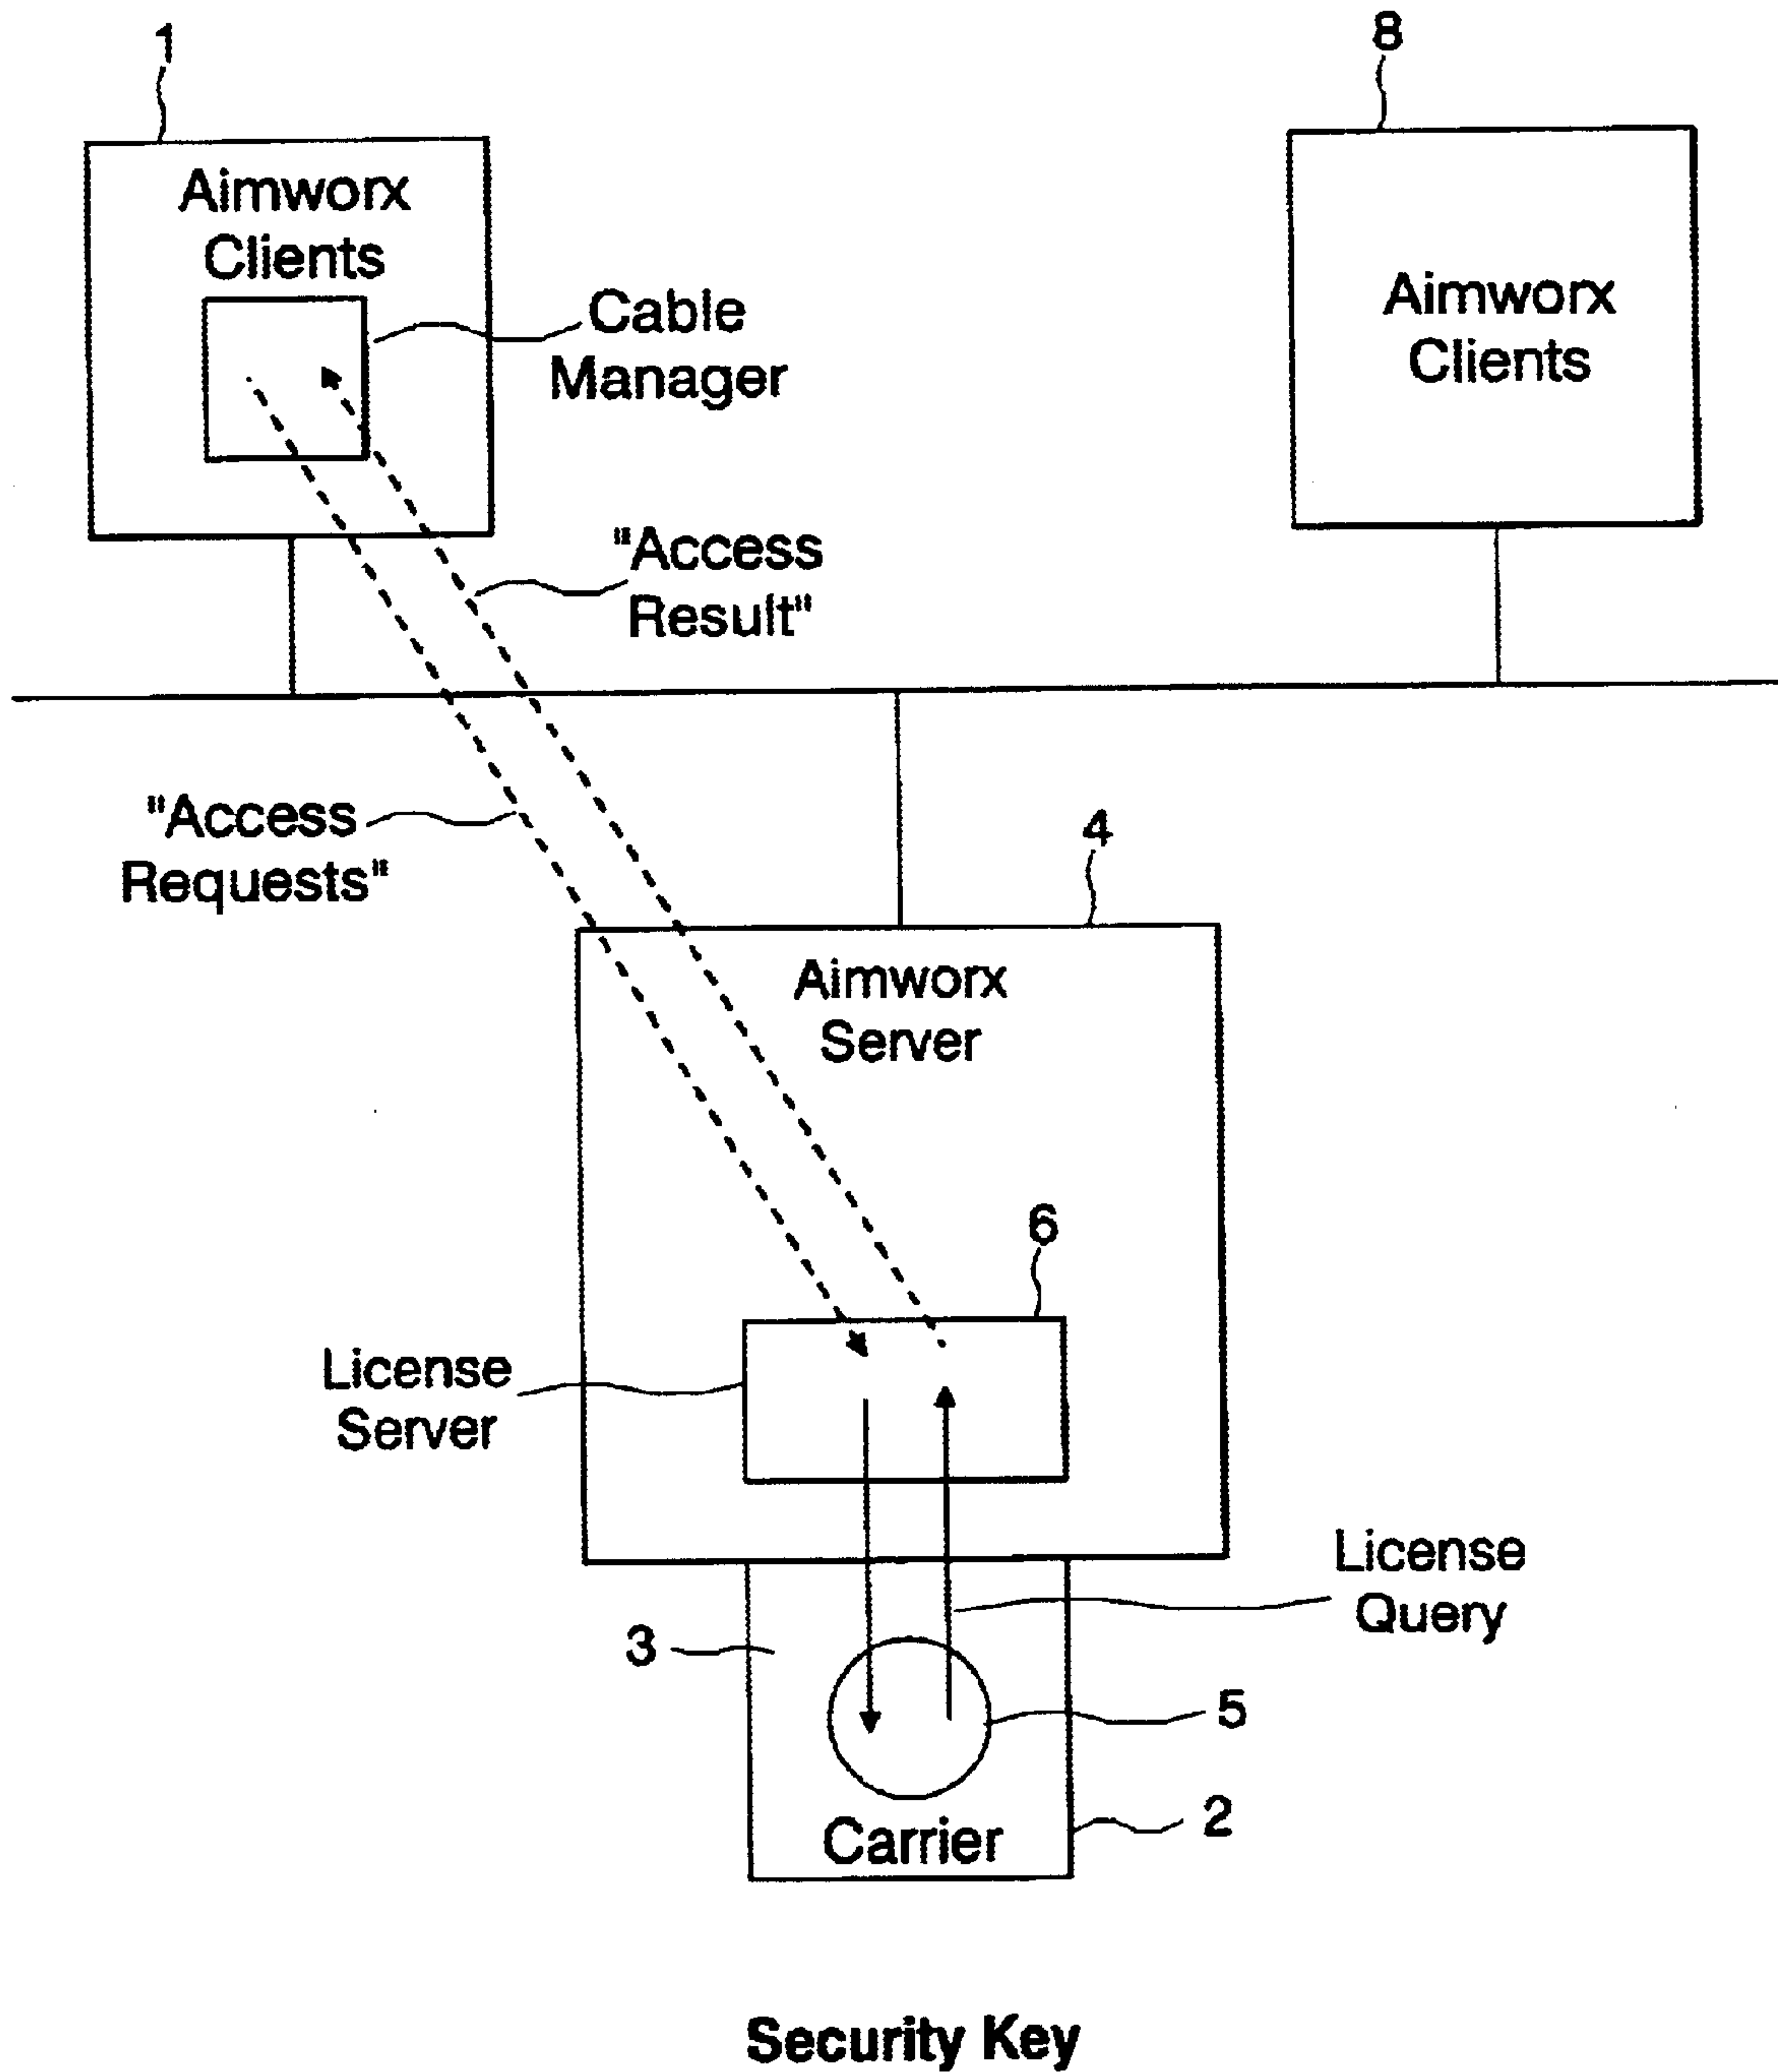 1
8
Aimworx
Clients
Cable
Manager
Aimworx
Clients
"Access
Result"
"Access
Requests"
4
Aimworx
Server
6
License
Server
License
Query
3
5
Carrier
2
Security Key